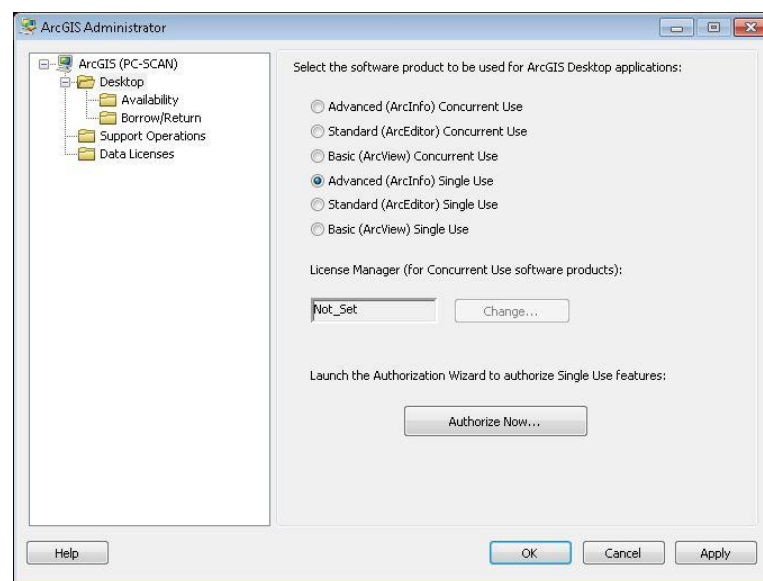 ArcGIS Administrator
ArcGIS (PC-SCAN)
Desktop
Availability
Borrow/Return
Support Operations
Data Licenses
Select the software product to be used for ArcGIS Desktop applications:
Advanced (ArcInfo) Concurrent Use
Standard (ArcEditor) Concurrent Use
Basic (ArcView) Concurrent Use
Advanced (ArcInfo) Single Use
Standard (ArcEditor) Single Use
Basic (ArcView) Single Use
License Manager (for Concurrent Use software products):
Not_Set
Change...
Launch the Authorization Wizard to authorize Single Use features:
Authorize Now...
Help
OK
Cancel
Apply